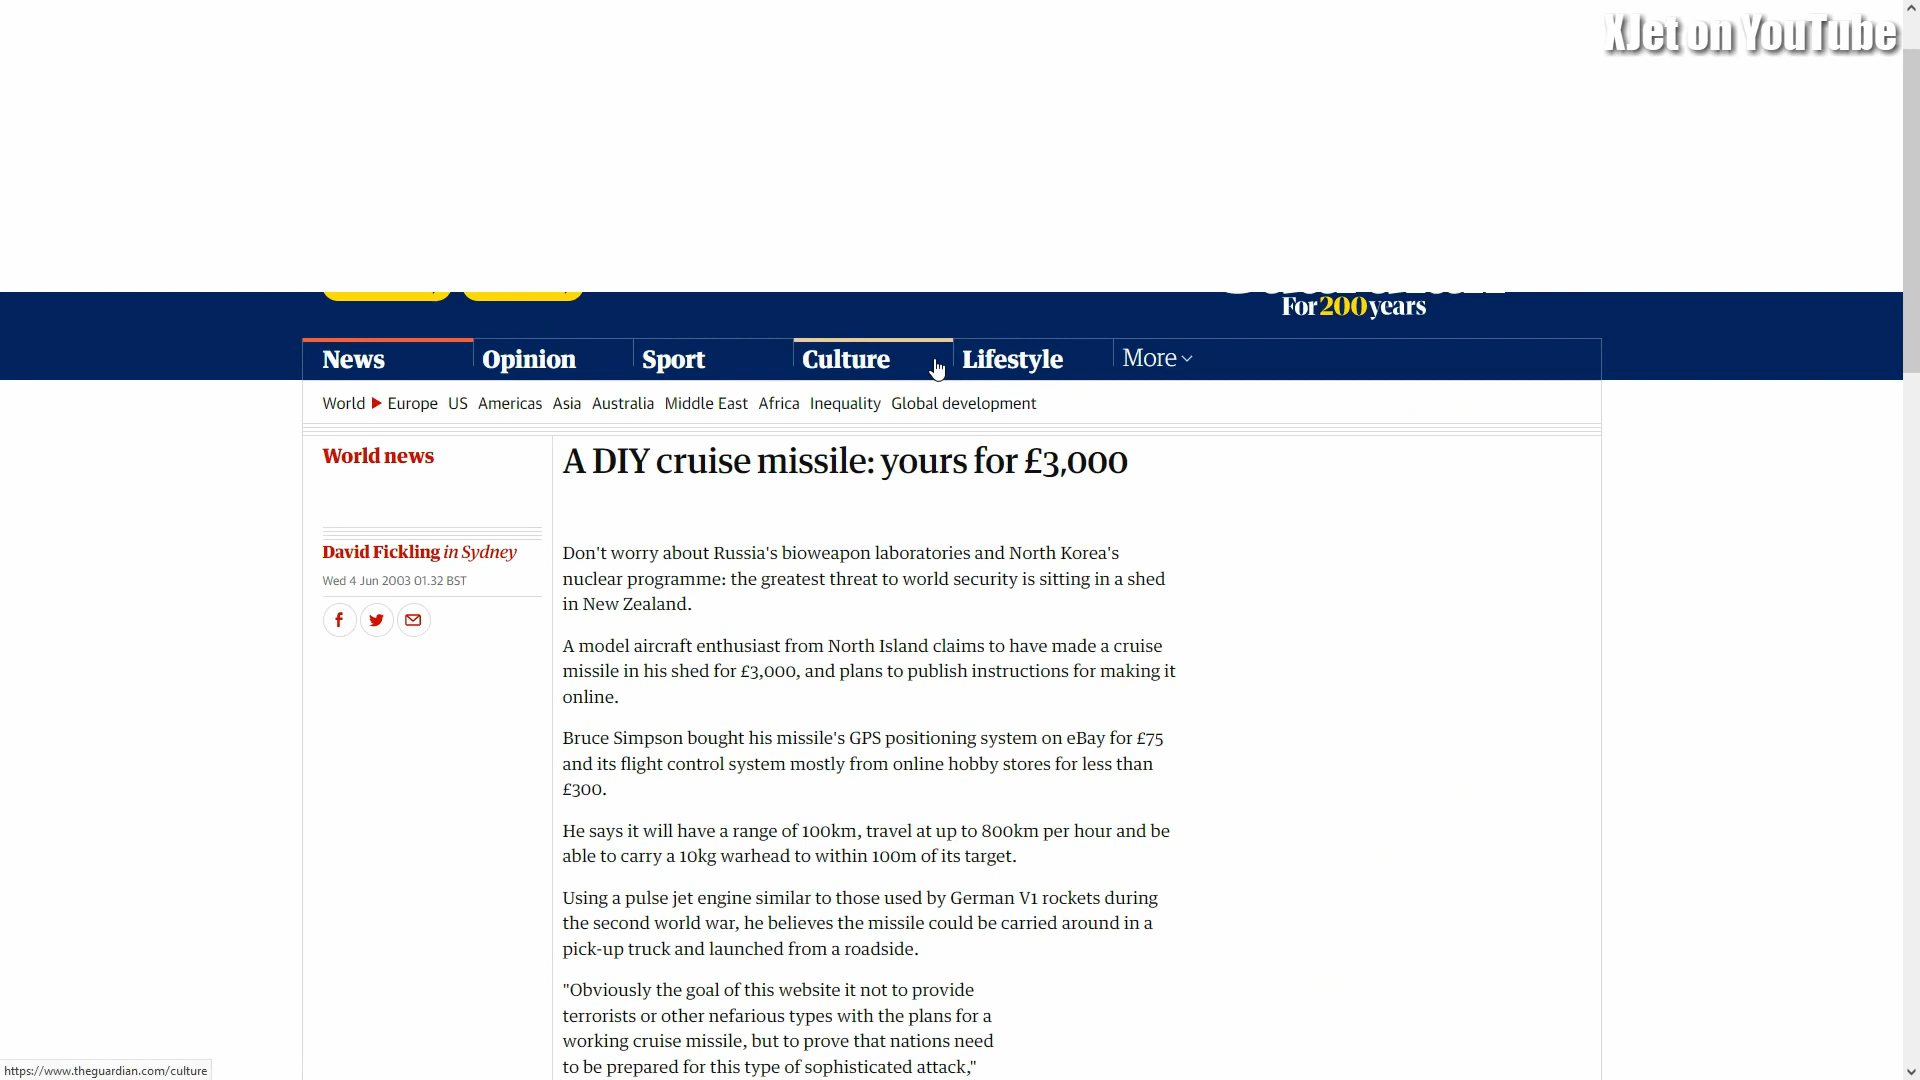 XJet on YouTube
For200years
News
Opinion
Sport
Culture
Lifestyle
More
World
Europe
US
Americas
Asia
Australia
Middle East
Africa
Inequality
Global development
World news
A DIY cruise missile: yours for £3,000
David Fickling in Sydney
Wed 4 Jun 2003 01.32 BST
Don't worry about Russia's bioweapon laboratories and North Korea's
nuclear programme: the greatest threat to world security is sitting in a shed
in New Zealand.
A model aircraft enthusiast from North Island claims to have made a cruise
missile in his shed for £3,000, and plans to publish instructions for making it
online.
Bruce Simpson bought his missile's GPS positioning system on eBay for £75
and its flight control system mostly from online hobby stores for less than
£300.
He says it will have a range of 100km, travel at up to 800km per hour and be
able to carry a 10kg warhead to within 100m of its target.
Using a pulse jet engine similar to those used by German V1 rockets during
the second world war, he believes the missile could be carried around in a
pick-up truck and launched from a roadside.
"Obviously the goal of this website it not to provide
terrorists or other nefarious types with the plans for a
working cruise missile, but to prove that nations need
to be prepared for this type of sophisticated attack,"
https://www.theguardian.com/culture